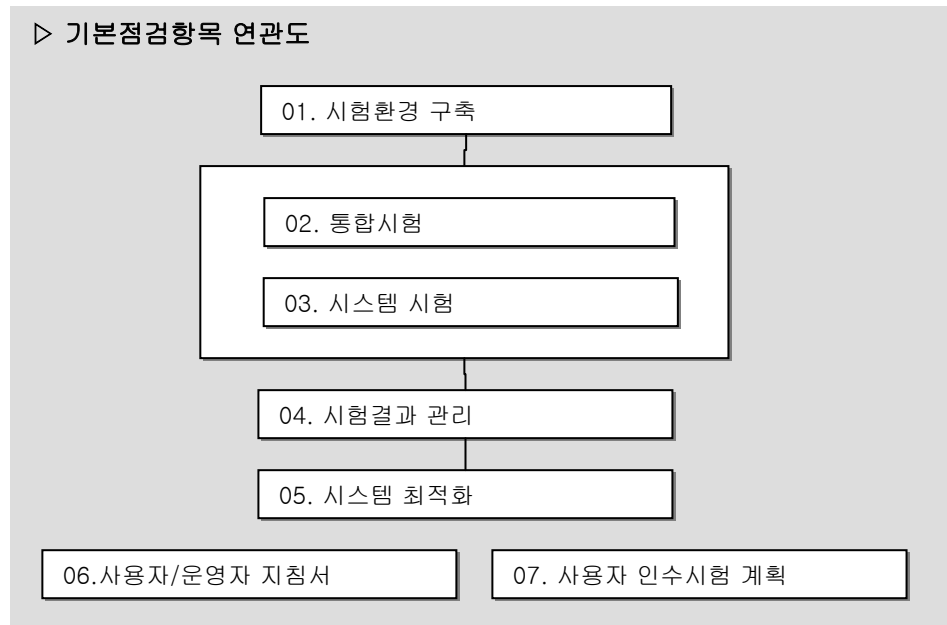 ▷ 기본점검항목 연관도
01. 시험환경 구축
02. 통합시험
03. 시스템 시험
04. 시험결과 관리
05. 시스템 최적화
06.사용자/운영자 지침서
07. 사용자 인수시험 계획